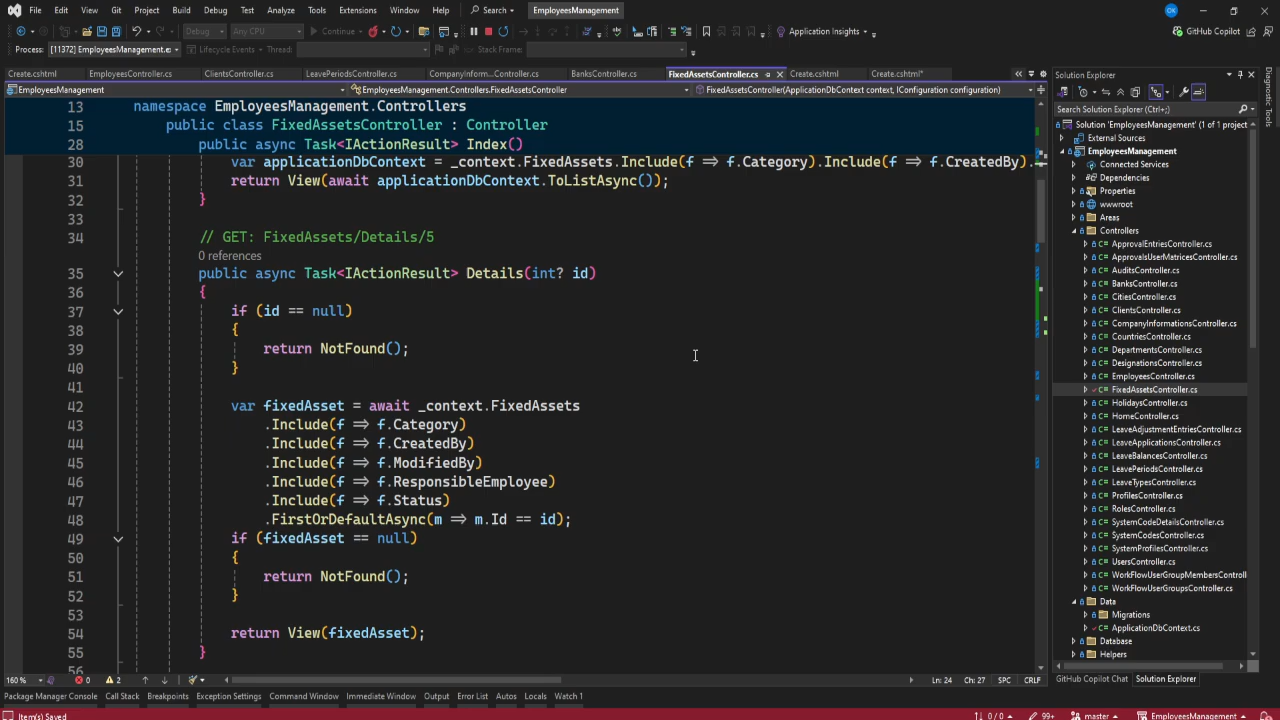 File Edit View Git Project Build Debug Test Analyze Tools Extensions Window Help Search EmployeesManagement OK
Debug Any CPU Continue Application Insights GitHub Copilot
Process: [11372] EmployeesManagement.ex Lifecycle Events Thread: Stack Frame:
Create.cshtml EmployeesController.cs ClientsController.cs LeavePeriodsController.cs CompanyInform...Controller.cs BanksController.cs FixedAssetsController.cs Create.cshtml Create.cshtml*
EmployeesManagement EmployeesManagement.Controllers.FixedAssetsController FixedAssetsController(ApplicationDbContext context, IConfiguration configuration)
13 namespace EmployeesManagement.Controllers
15 public class FixedAssetsController : Controller
28 public async Task<IActionResult> Index()
30 var applicationDbContext = _context.FixedAssets.Include(f => f.Category).Include(f => f.CreatedBy).
31 return View(await applicationDbContext.ToListAsync());
32 }
33
34 // GET: FixedAssets/Details/5
0 references
35 public async Task<IActionResult> Details(int? id)
36 {
37 if (id == null)
38 {
39 return NotFound();
40 }
41
42 var fixedAsset = await _context.FixedAssets
43 .Include(f => f.Category)
44 .Include(f => f.CreatedBy)
45 .Include(f => f.ModifiedBy)
46 .Include(f => f.ResponsibleEmployee)
47 .Include(f => f.Status)
48 .FirstOrDefaultAsync(m => m.Id == id);
49 if (fixedAsset == null)
50 {
51 return NotFound();
52 }
53
54 return View(fixedAsset);
55 }
56
160 % 0 2 Ln: 24 Ch: 27 SPC CRLF
Package Manager Console Call Stack Breakpoints Exception Settings Command Window Immediate Window Output Error List Autos Locals Watch 1
Item(s) Saved 0 / 0 99+ master EmployeesManagement
Solution Explorer
Search Solution Explorer (Ctrl+;)
Solution 'EmployeesManagement' (1 of 1 project
External Sources
EmployeesManagement
Connected Services
Dependencies
Properties
wwwroot
Areas
Controllers
C# ApprovalEntriesController.cs
C# ApprovalsUserMatricesController.cs
C# AuditsController.cs
C# BanksController.cs
C# CitiesController.cs
C# ClientsController.cs
C# CompanyInformationsController.cs
C# CountriesController.cs
C# DepartmentsController.cs
C# DesignationsController.cs
C# EmployeesController.cs
C# FixedAssetsController.cs
C# HolidaysController.cs
C# HomeController.cs
C# LeaveAdjustmentEntriesController.cs
C# LeaveApplicationsController.cs
C# LeaveBalancesController.cs
C# LeavePeriodsController.cs
C# LeaveTypesController.cs
C# ProfilesController.cs
C# RolesController.cs
C# SystemCodeDetailsController.cs
C# SystemCodesController.cs
C# SystemProfilesController.cs
C# UsersController.cs
C# WorkFlowUserGroupMembersControll
C# WorkFlowUserGroupsController.cs
Data
Migrations
C# ApplicationDbContext.cs
Database
Helpers
GitHub Copilot Chat Solution Explorer
Diagnostic Tools